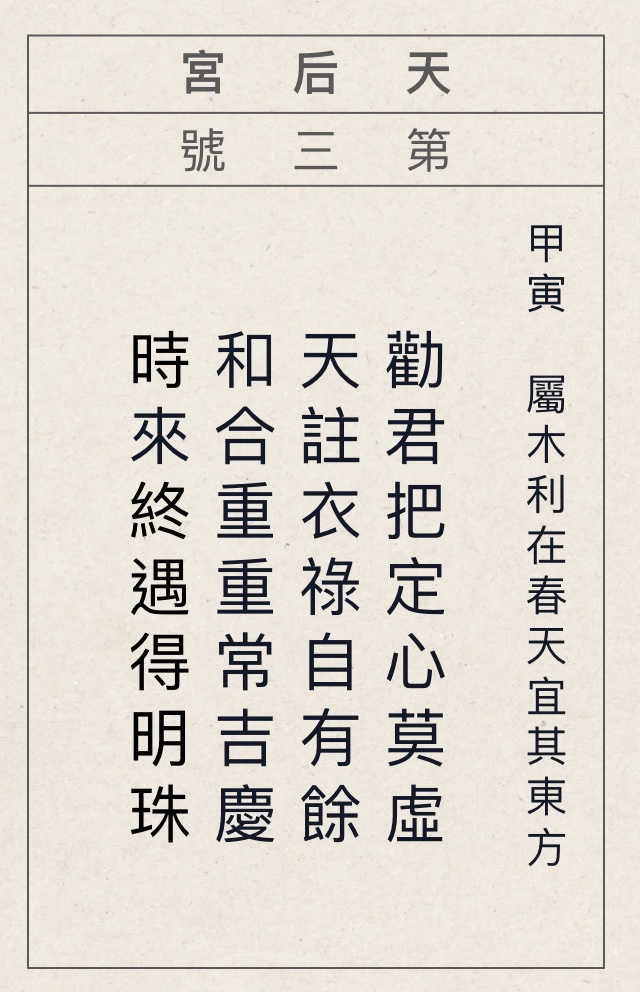 天后宮
第三號
甲寅　屬木利在春天宜其東方
勸君把定心莫虛
天註衣祿自有餘
和合重重常吉慶
時來終遇得明珠